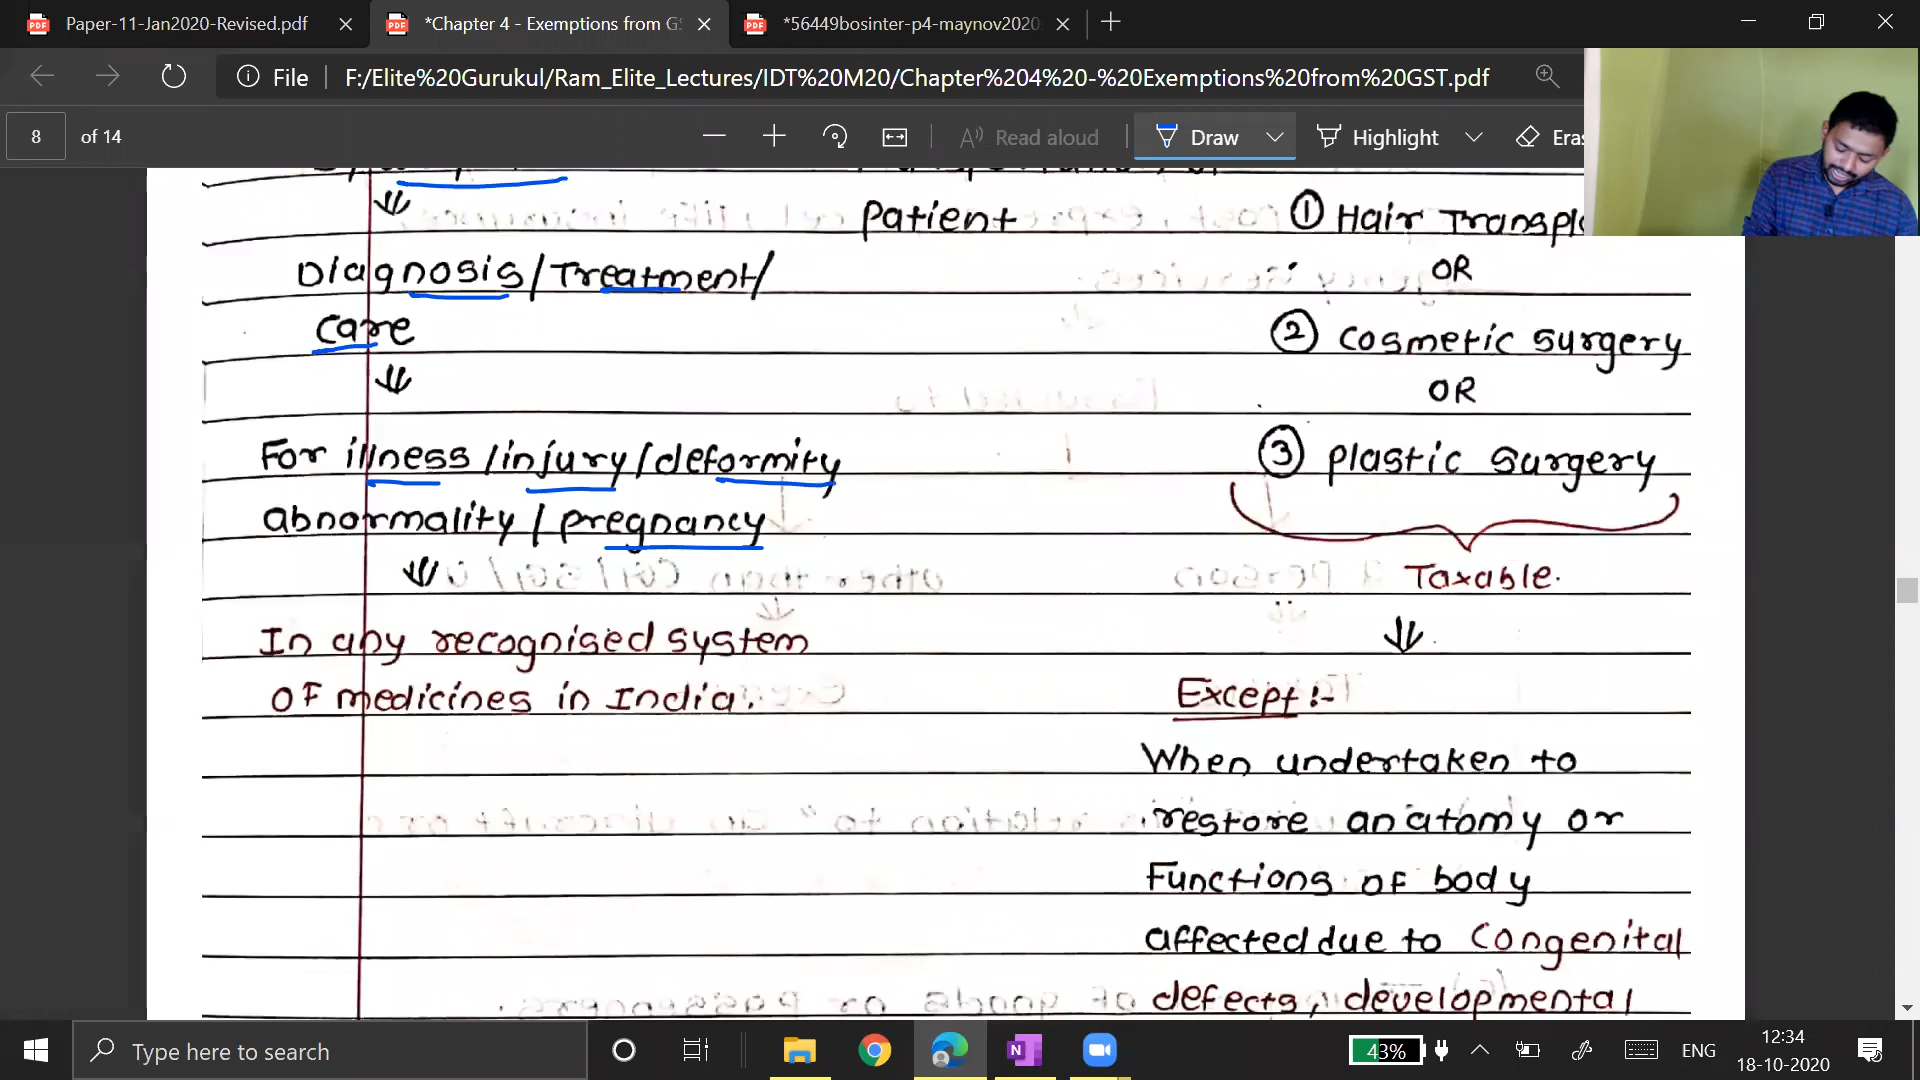 Paper-11-Jan2020-Revised.pdf
*Chapter 4 - Exemptions from G
*56449bosinter-p4-maynov2020
File
F:/Elite%20Gurukul/Ram_Elite_Lectures/IDT%20M20/Chapter%204%20-%20Exemptions%20from%20GST.pdf
8 of 14
Read aloud
Draw
Highlight
Patient
① Hair Transpl
Diagnosis/Treatment/
OR
care
② cosmetic surgery
OR
For illness /injury/deformity
③ plastic surgery
abnormality/pregnancy
Taxable.
In any recognised system
OF medicines in India.
Except :-
When undertaken to
restore anatomy or
Functions of body
affected due to Congenital
defects, developmental
Type here to search
43%
ENG
12:34
18-10-2020